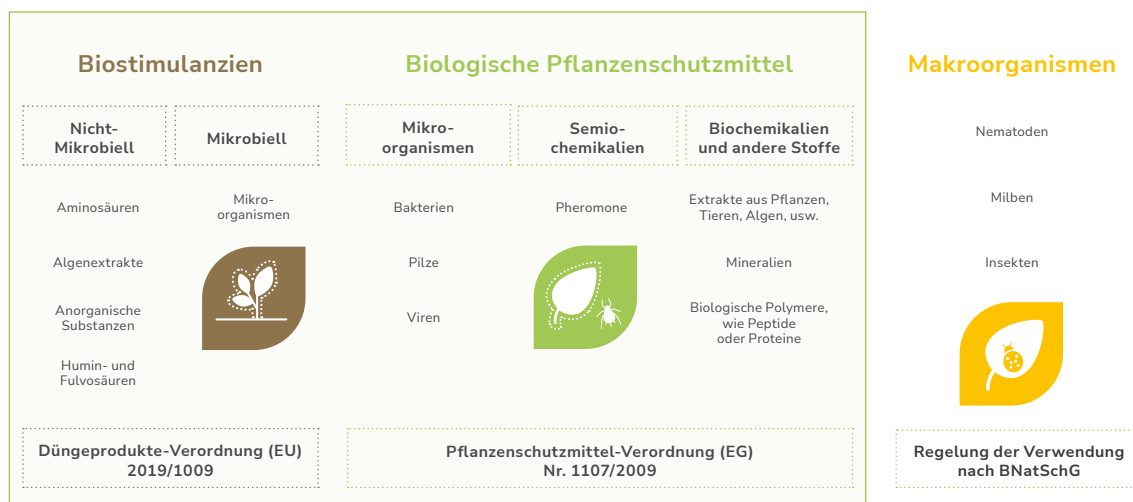 Biostimulanzien
Nicht-
Mikrobiell
Mikrobiell
Aminosäuren
Algenextrakte
Anorganische
Substanzen
Humin- und
Fulvosäuren
Mikro-
organismen
Düngeprodukte-Verordnung (EU)
2019/1009
Biologische Pflanzenschutzmittel
Mikro-
organismen
Semio-
chemikalien
Biochemikalien
und andere Stoffe
Bakterien
Pilze
Viren
Pheromone
Extrakte aus Pflanzen,
Tieren, Algen, usw.
Mineralien
Biologische Polymere,
wie Peptide
oder Proteine
Pflanzenschutzmittel-Verordnung (EG)
Nr. 1107/2009
Makroorganismen
Nematoden
Milben
Insekten
Regelung der Verwendung
nach BNatSchG